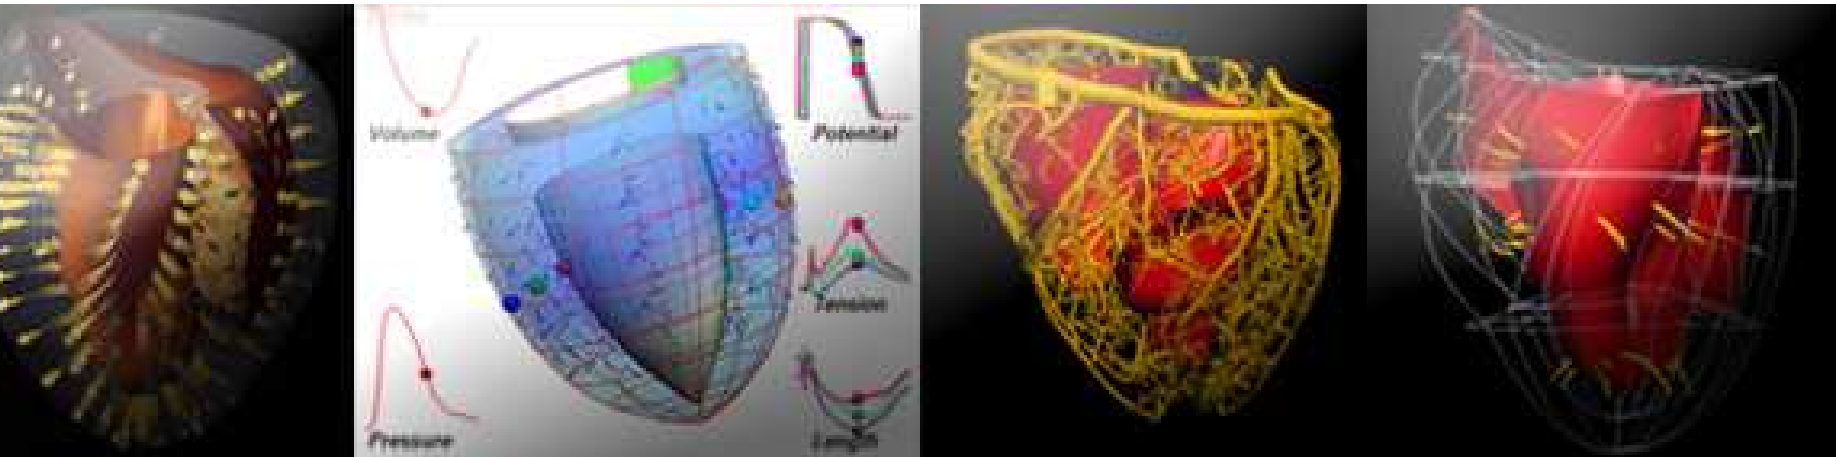 Volume
Potential
Tension
Pressure
Length